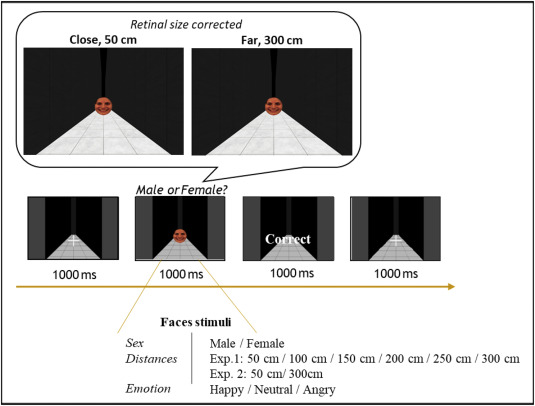 Retinal size corrected
Close, 50 cm Far, 300 cm
Male or Female?
Correct
1000 ms 1000 ms 1000 ms 1000 ms
Faces stimuli
Sex Male / Female
Distances Exp.1: 50 cm / 100 cm / 150 cm / 200 cm / 250 cm / 300 cm
Exp. 2: 50 cm/ 300cm
Emotion Happy / Neutral / Angry